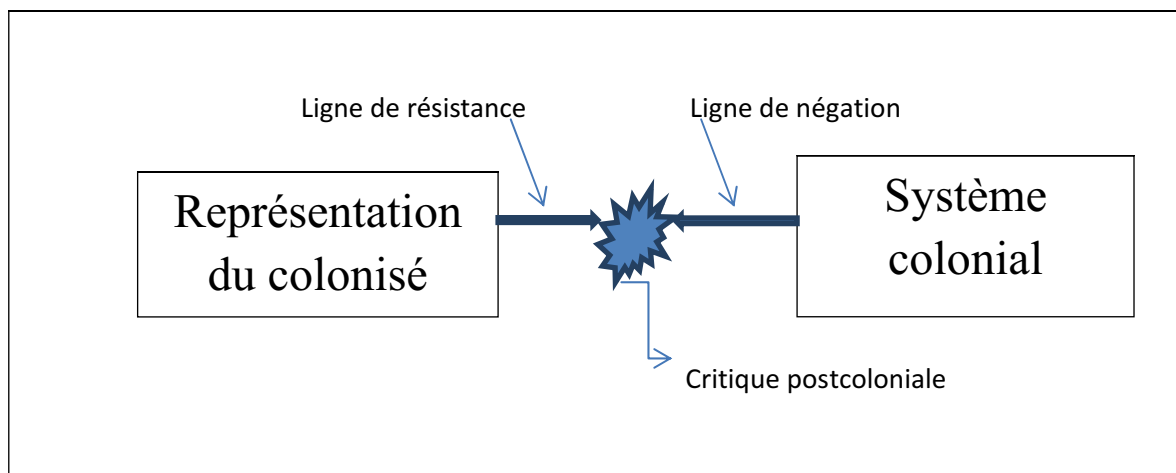 Ligne de résistance
Ligne de négation
Représentation
du colonisé
Système
colonial
Critique postcoloniale